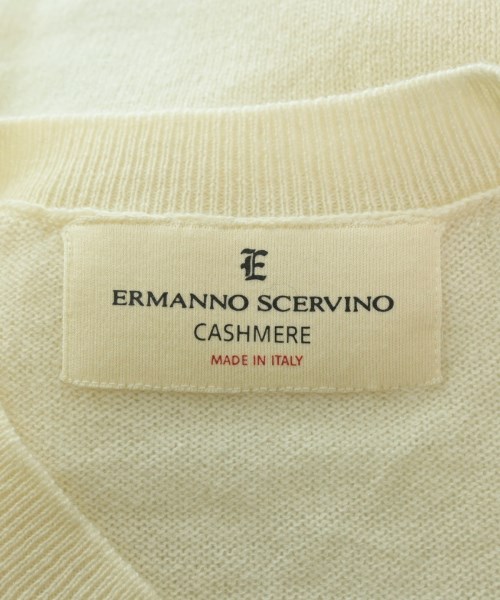 E
ERMANNO SCERVINO
CASHMERE
MADE IN ITALY